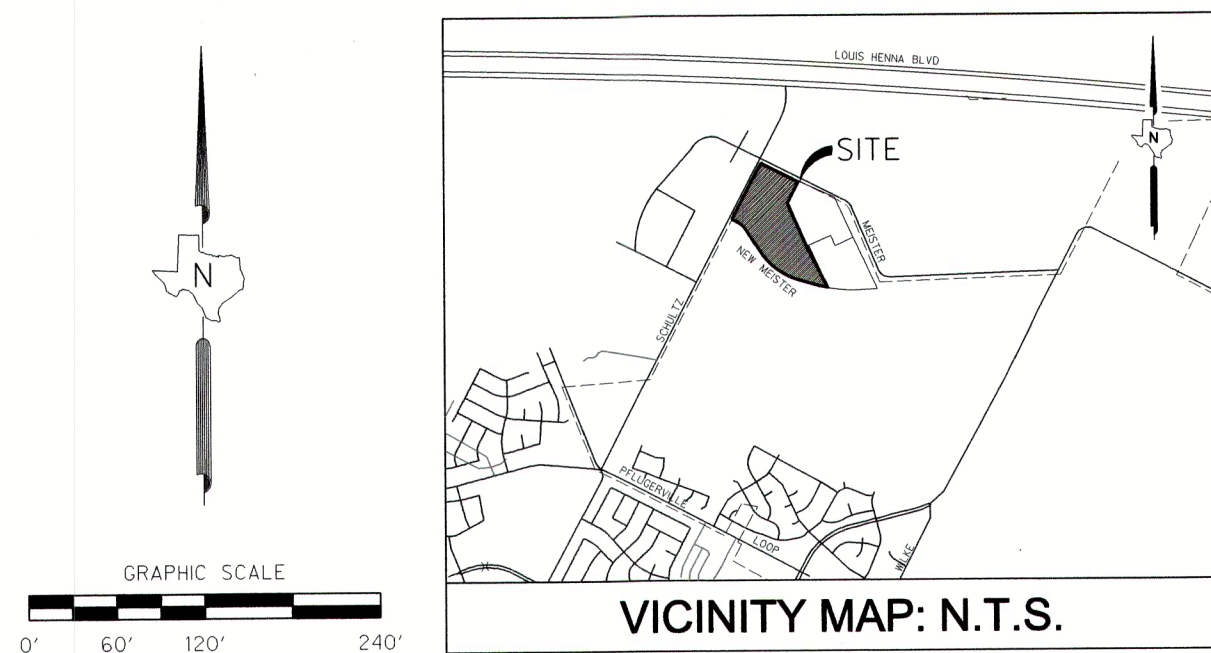 N
GRAPHIC SCALE
0' 60' 120' 240'
LOUIS HENNA BLVD
N
SITE
MEISTER
NEW MEISTER
SCHULTZ
PFLUGERVILLE
LOOP
WILKE
VICINITY MAP: N.T.S.